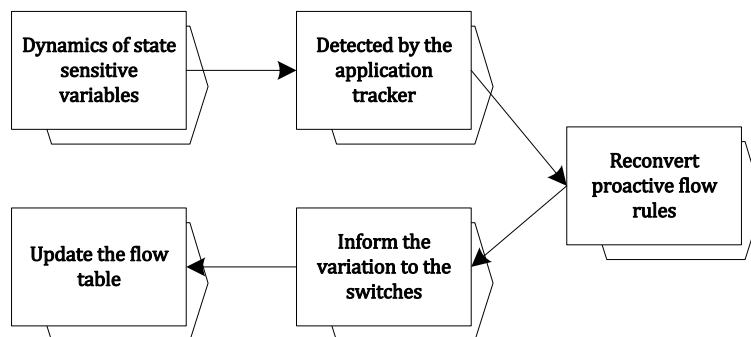 Dynamics of state
sensitive
variables
Detected by the
application
tracker
Reconvert
proactive flow
rules
Inform the
variation to the
switches
Update the flow
table